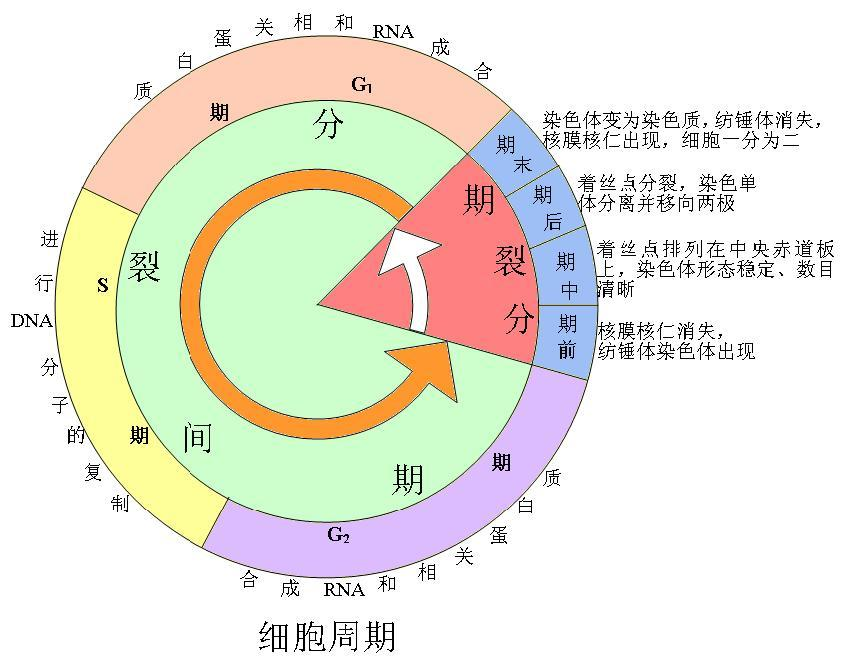 合成RNA和相关蛋白质
G₁期
分裂间期
S期
进行DNA分子的复制
G₂期
合成RNA和相关蛋白质
分裂期
末期
染色体变为染色质，纺锤体消失，
核膜核仁出现，细胞一分为二
后期
着丝点分裂，染色单
体分离并移向两极
中期
着丝点排列在中央赤道板
上，染色体形态稳定、数目
清晰
前期
核膜核仁消失，
纺锤体染色体出现
细胞周期